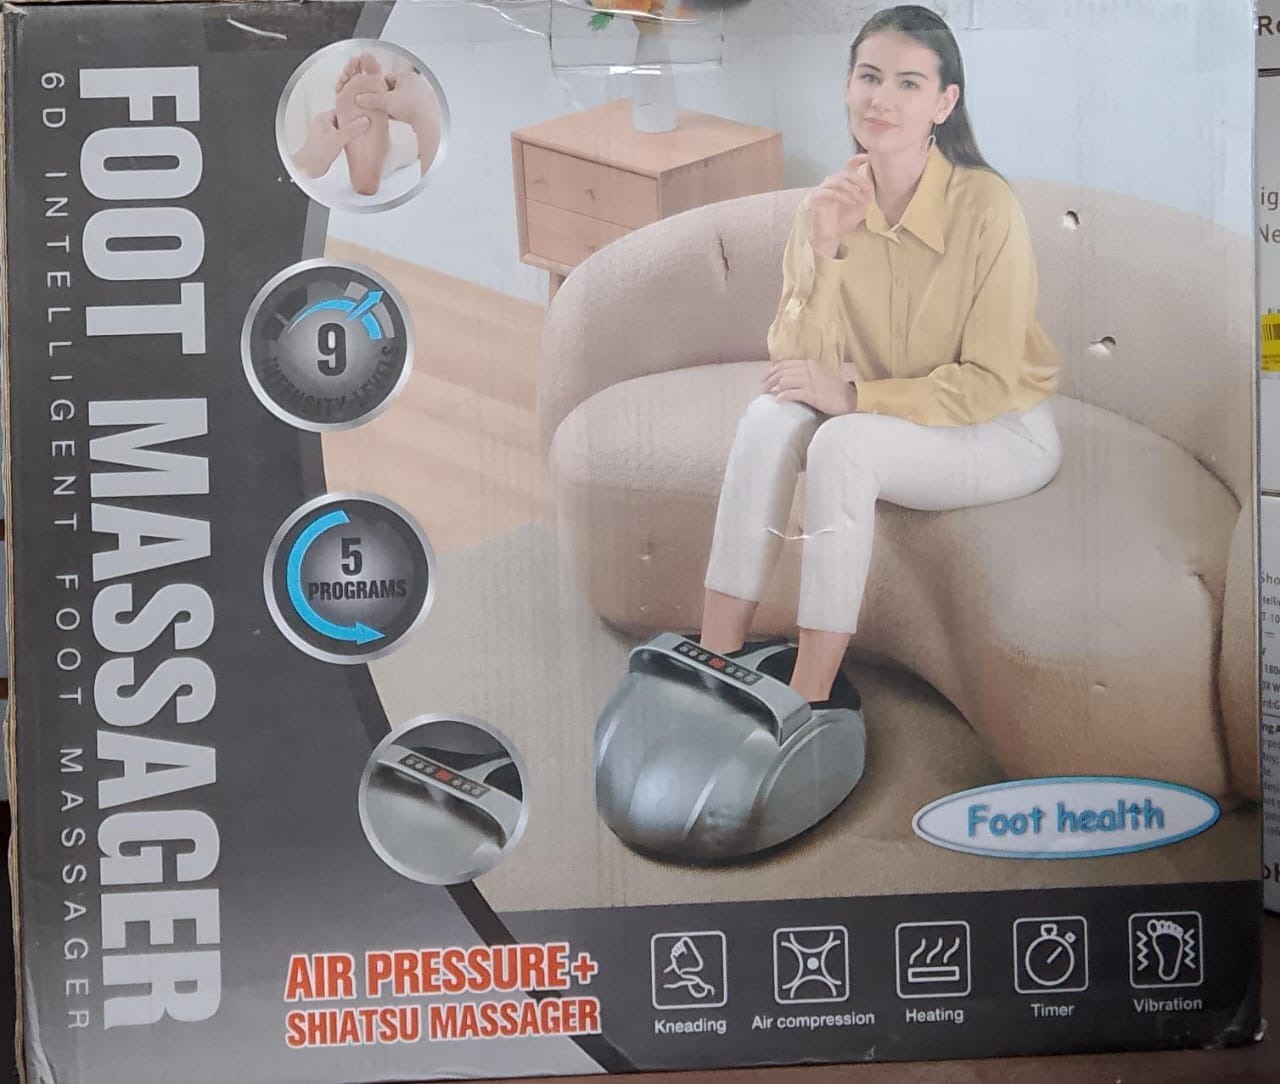 FOOT MASSAGER
6D INTELLIGENT FOOT MASSAGER
9
INTENSITY LEVELS
5
PROGRAMS
Foot health
AIR PRESSURE+
SHIATSU MASSAGER
Kneading
Air compression
Heating
Timer
Vibration